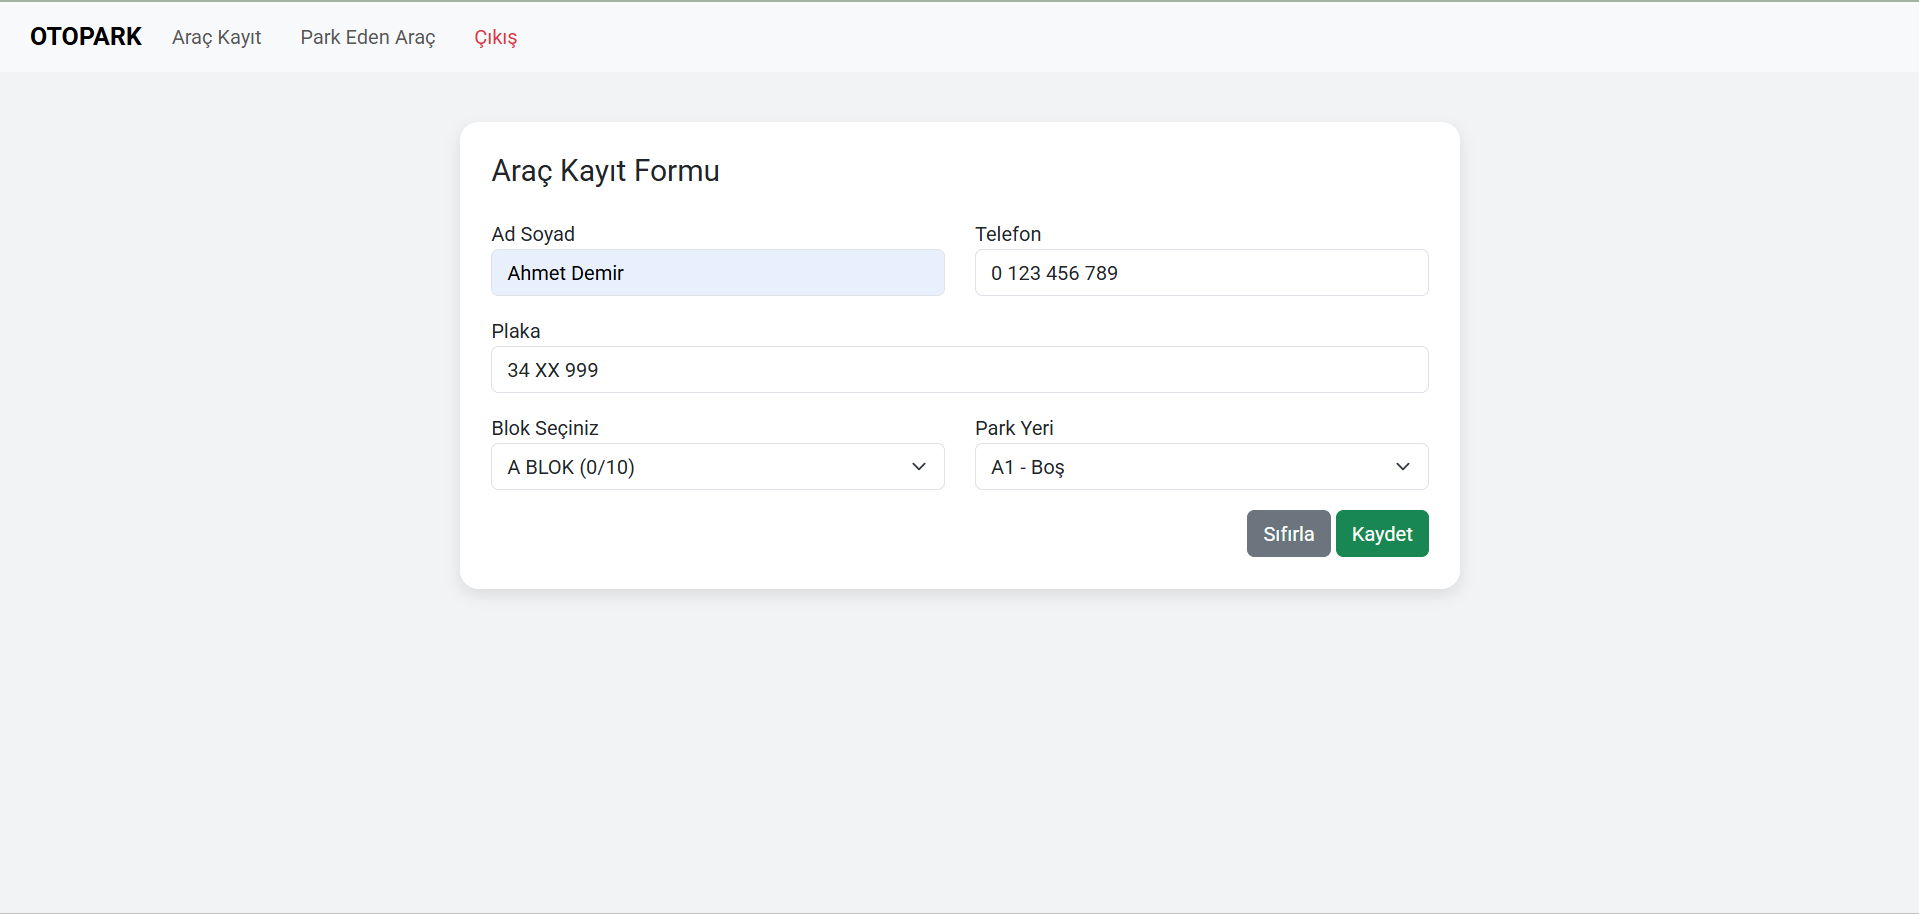 OTOPARK Araç Kayıt Park Eden Araç Çıkış
Araç Kayıt Formu
Ad Soyad Telefon
Ahmet Demir 0 123 456 789
Plaka
34 XX 999
Blok Seçiniz Park Yeri
A BLOK (0/10) A1 - Boş
Sıfırla Kaydet